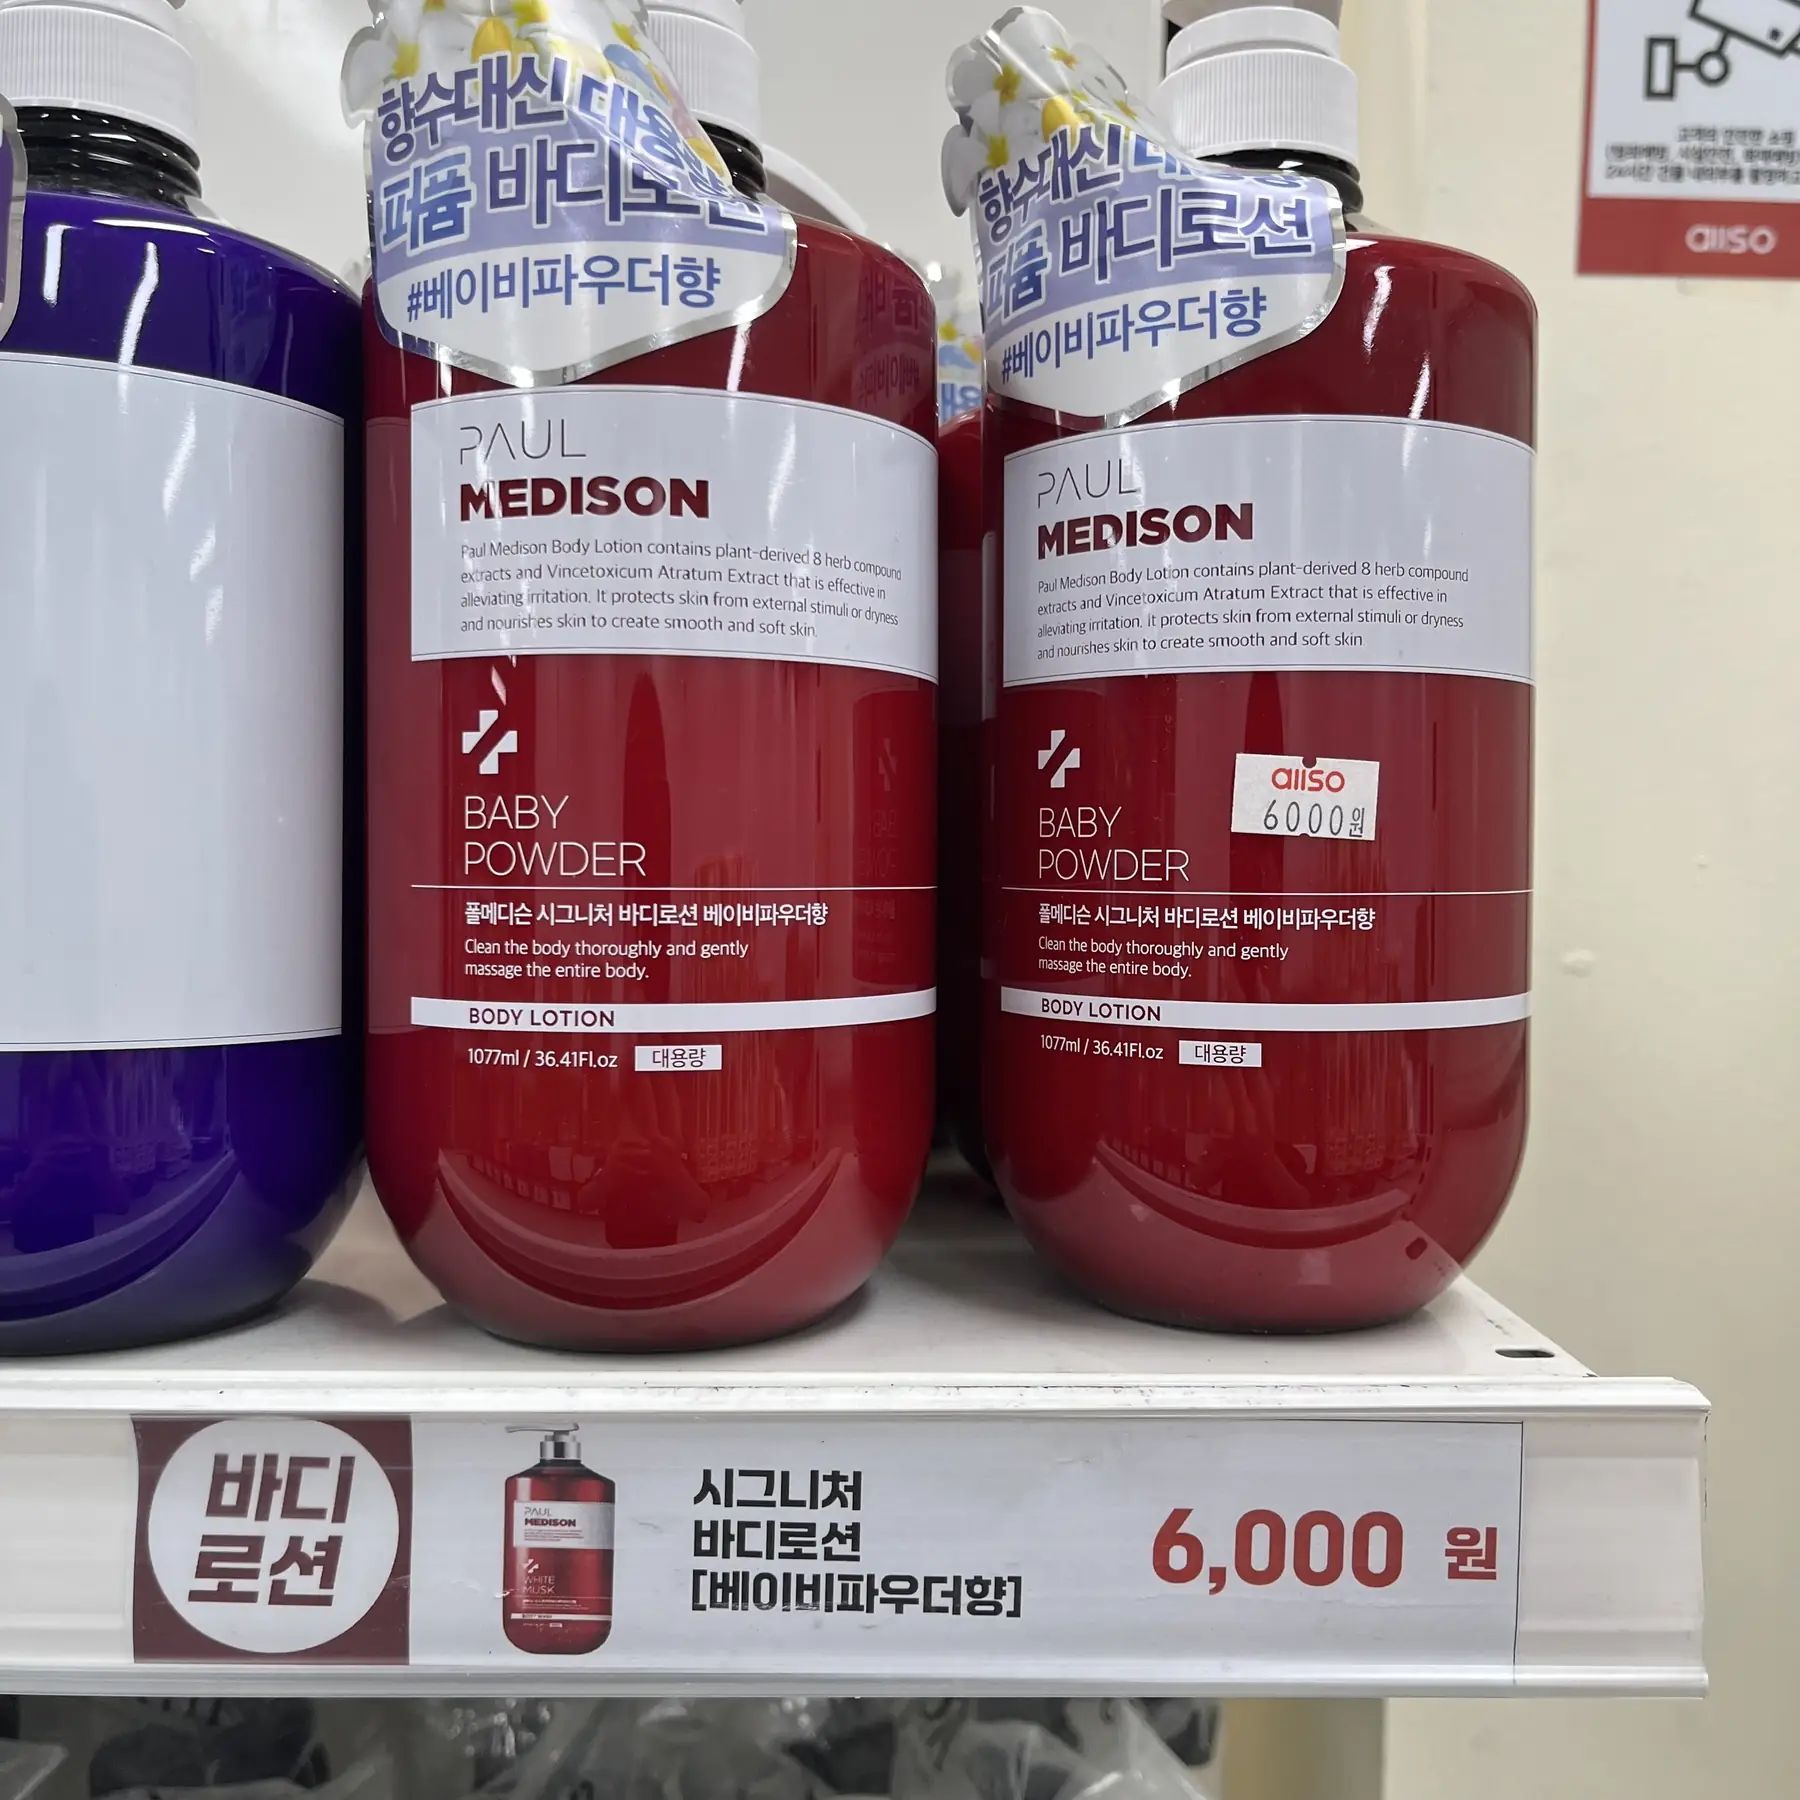 향수대신 대용량
퍼퓸 바디로션
#베이비파우더향
PAUL
MEDISON
Paul Medison Body Lotion contains plant-derived 8 herb compound
extracts and Vincetoxicum Atratum Extract that is effective in
alleviating irritation. It protects skin from external stimuli or dryness
and nourishes skin to create smooth and soft skin.
BABY
POWDER
폴메디슨 시그니처 바디로션 베이비파우더향
Clean the body thoroughly and gently
massage the entire body.
BODY LOTION
1077ml / 36.41Fl.oz 대용량
향수대신
퍼퓸 바디로션
#베이비파우더향
PAUL
MEDISON
Paul Medison Body Lotion contains plant-derived 8 herb compound
extracts and Vincetoxicum Atratum Extract that is effective in
alleviating irritation. It protects skin from external stimuli or dryness
and nourishes skin to create smooth and soft skin.
aiiso
6000원
BABY
POWDER
폴메디슨 시그니처 바디로션 베이비파우더향
Clean the body thoroughly and gently
massage the entire body.
BODY LOTION
1077ml / 36.41Fl.oz 대용량
aiiso
바디
로션
PAUL
MEDISON
WHITE
MUSK
시그니처
바디로션
[베이비파우더향]
6,000 원